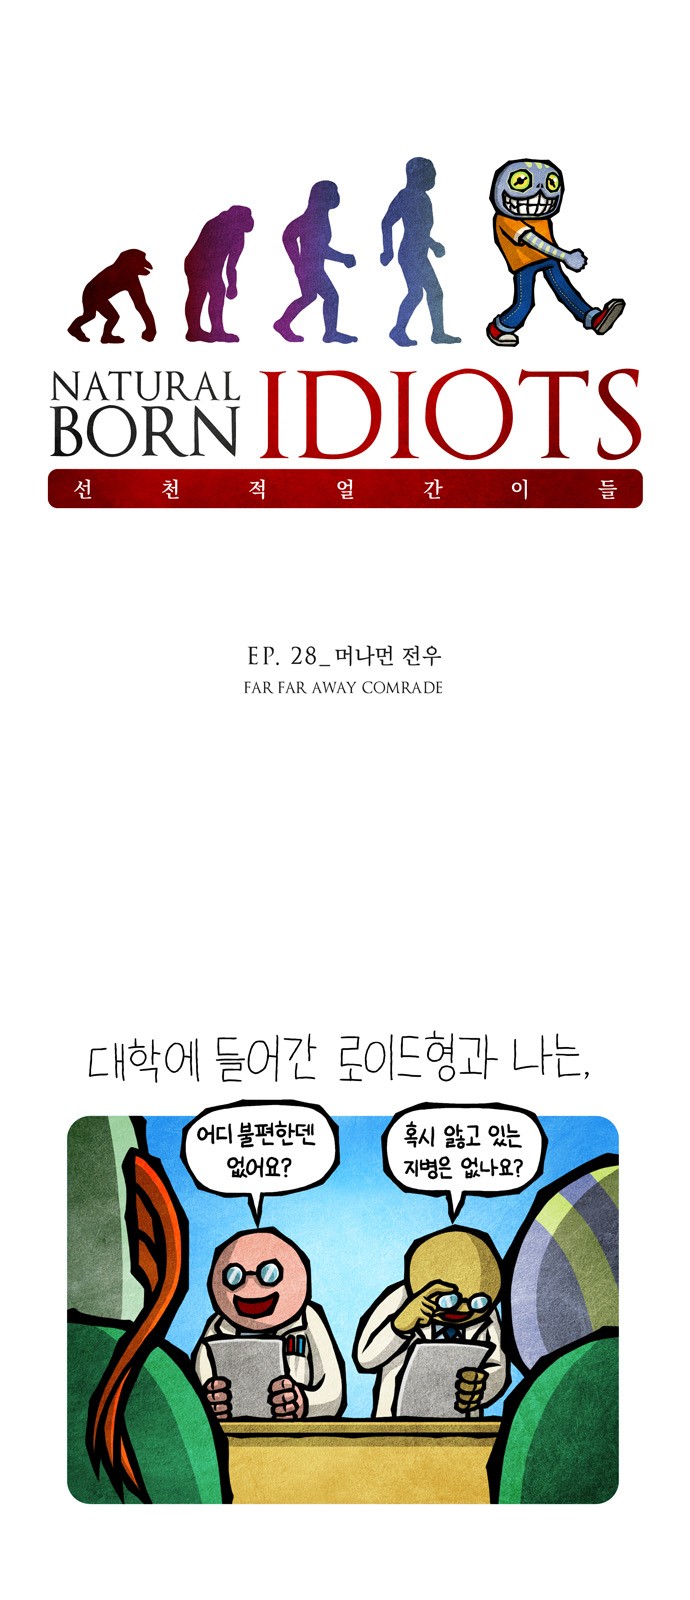 NATURAL
BORN IDIOTS
선천적얼간이들
EP. 28_머나먼 전우
FAR FAR AWAY COMRADE
대학에 들어간 로이드형과 나는,
어디 불편한덴
없어요?
혹시 앓고 있는
지병은 없나요?